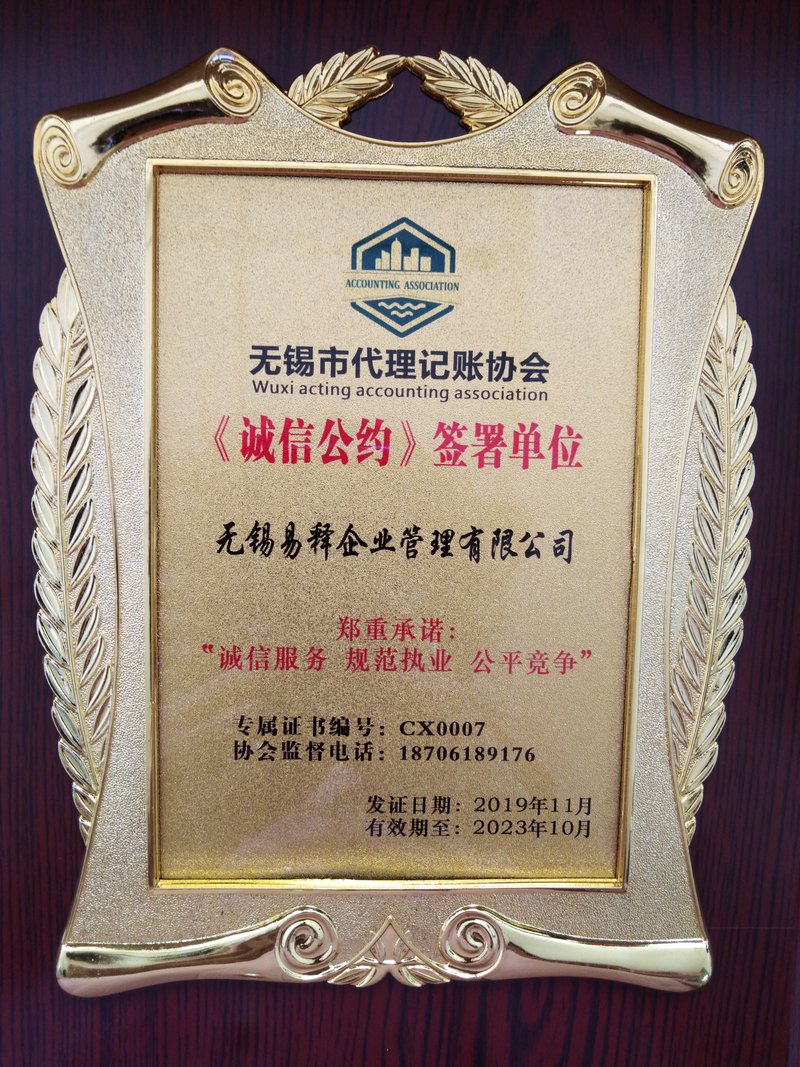 ACCOUNTING ASSOCIATION
无锡市代理记账协会
Wuxi acting accounting association
《诚信公约》签署单位
无锡易释企业管理有限公司
郑重承诺:
“诚信服务 规范执业 公平竞争”
专属证书编号：CX0007
协会监督电话：18706189176
发证日期：2019年11月
有效期至：2023年10月